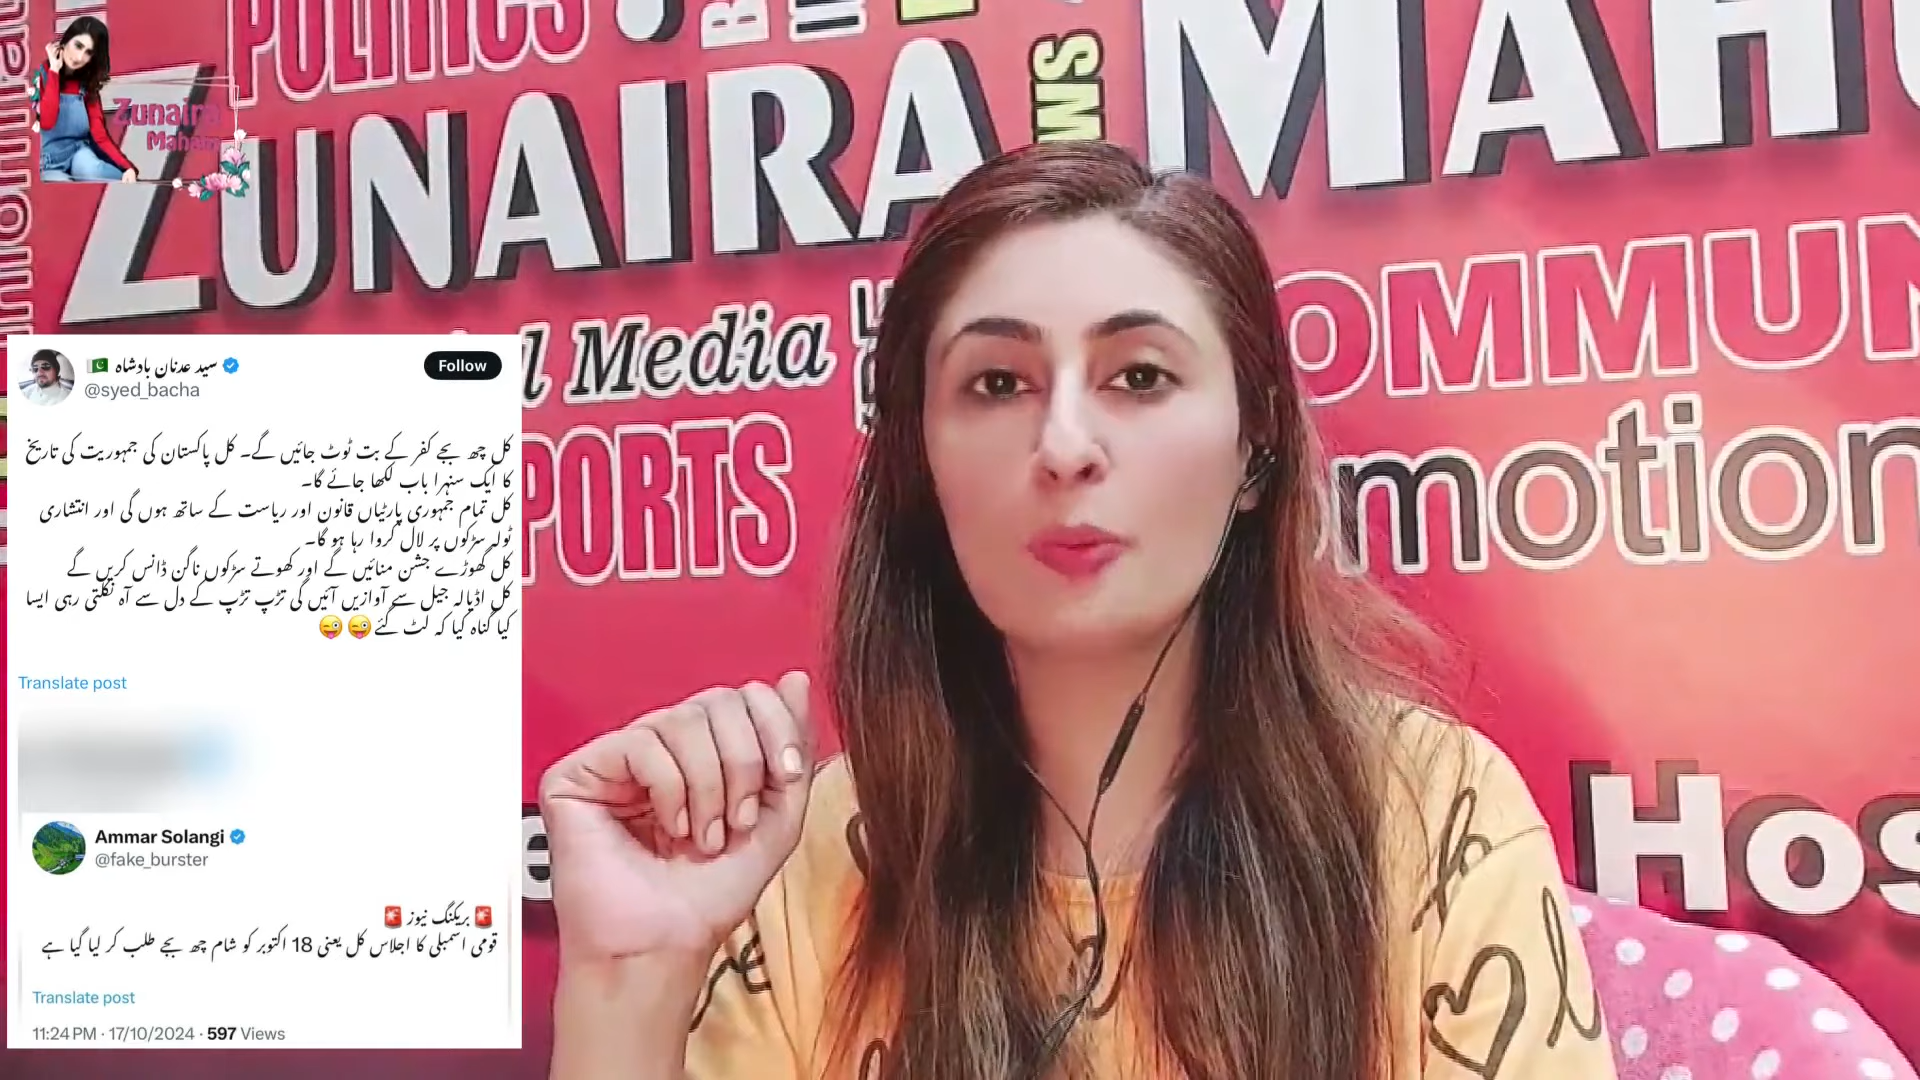 POLITICS
Zunaira
Maham
ZUNAIRA MAH
Media
COMMUN
PORTS
motion
Hos
سید عدنان بادشاہ
@syed_bacha
Follow
کل چھ بجے کفر کے بت ٹوٹ جائیں گے۔ کل پاکستان کی جمہوریت کی تاریخ
کا ایک سنہرا باب لکھا جائے گا۔
کل تمام جمہوری پارٹیاں قانون اور ریاست کے ساتھ ہوں گی اور انتشاری
ٹولہ سڑکوں پر لال کروا رہا ہو گا۔
کل گھوڑے جشن منائیں گے اور کھوتے سڑکوں ناگن ڈانس کریں گے
کل اڈیالہ جیل سے آوازیں آئیں گی تڑپ تڑپ کے دل سے آہ نکلتی رہی ایسا
کیا گناہ کیا کہ لٹ گئے 😜😜
Translate post
Ammar Solangi
@fake_burster
🚨 بریکنگ نیوز 🚨
قومی اسمبلی کا اجلاس کل یعنی 18 اکتوبر کو شام چھ بجے طلب کر لیا گیا ہے
Translate post
11:24 PM · 17/10/2024 · 597 Views